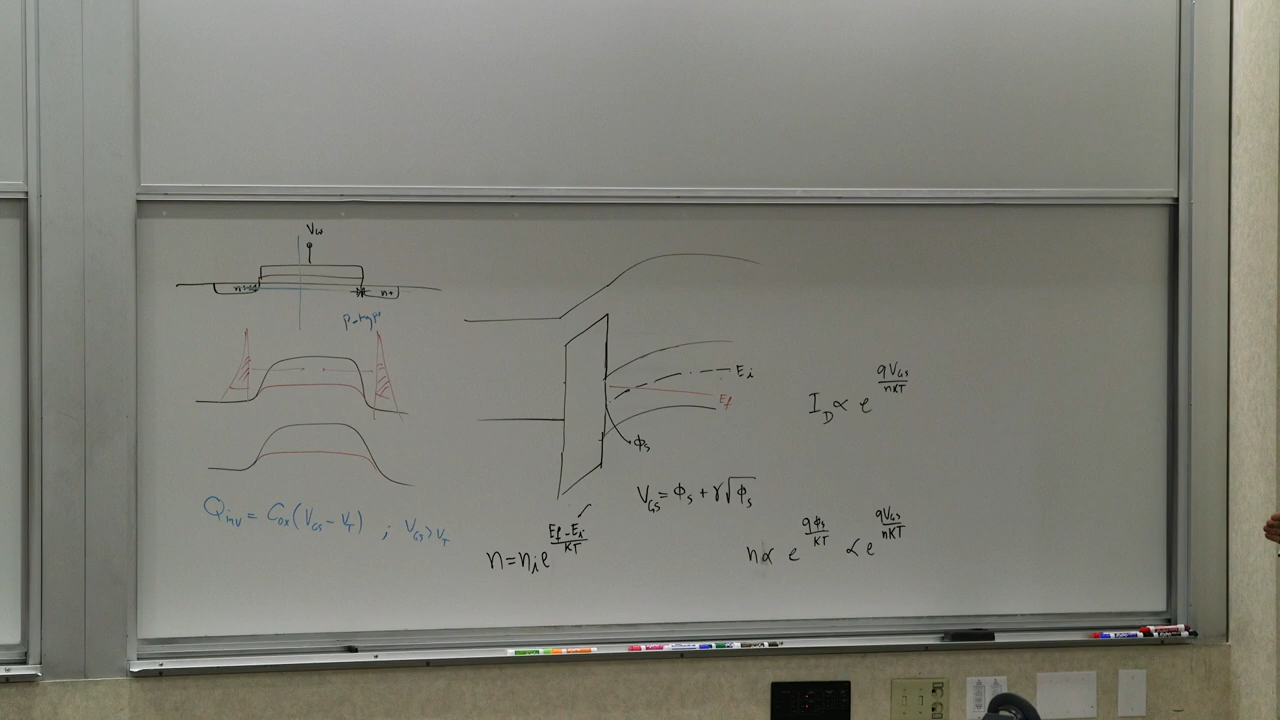 n+
p-type
Q_inv = C_ox(V_GS - V_T) ; V_GS > V_T
E_i
E_f
ϕ_s
V_GS = ϕ_s + γ√ϕ_s
n = n_i e^((E_f - E_i)/KT)
I_D ∝ e^(qV_GS/nKT)
n ∝ e^(qϕ_s/KT) ∝ e^(qV_GS/nKT)